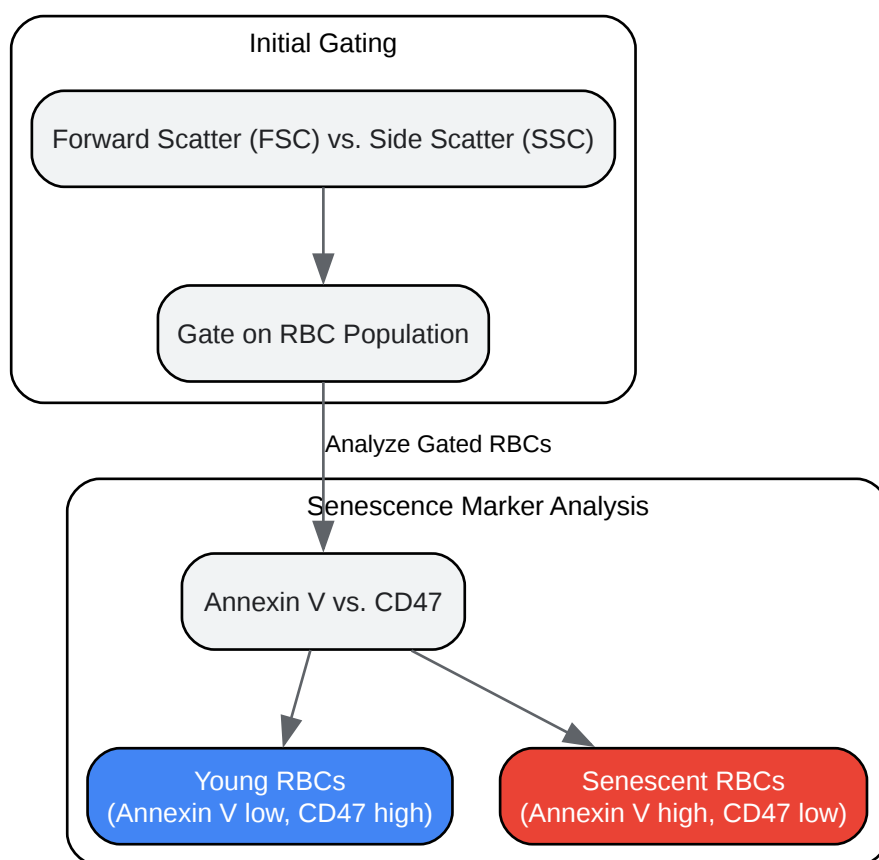 Initial Gating
Forward Scatter (FSC) vs. Side Scatter (SSC)
Gate on RBC Population
Analyze Gated RBCs
Senescence Marker Analysis
Annexin V vs. CD47
Young RBCs
(Annexin V low, CD47 high)
Senescent RBCs
(Annexin V high, CD47 low)